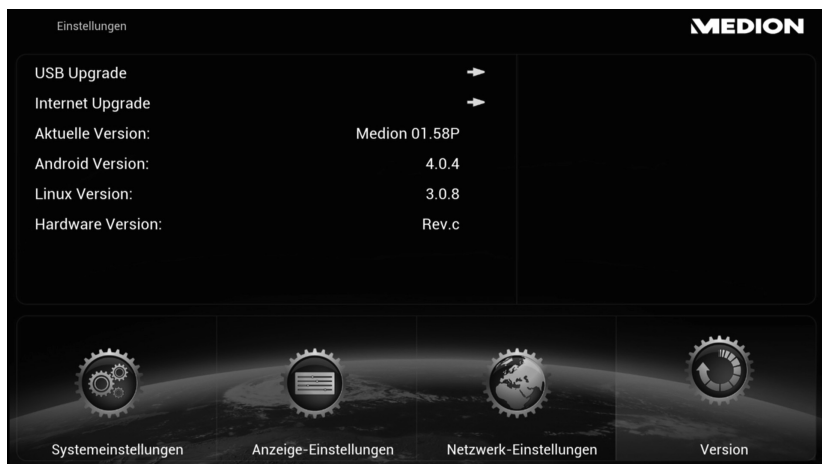 Einstellungen
MEDION
USB Upgrade
Internet Upgrade
Aktuelle Version: Medion 01.58P
Android Version: 4.0.4
Linux Version: 3.0.8
Hardware Version: Rev.c
Systemeinstellungen
Anzeige-Einstellungen
Netzwerk-Einstellungen
Version